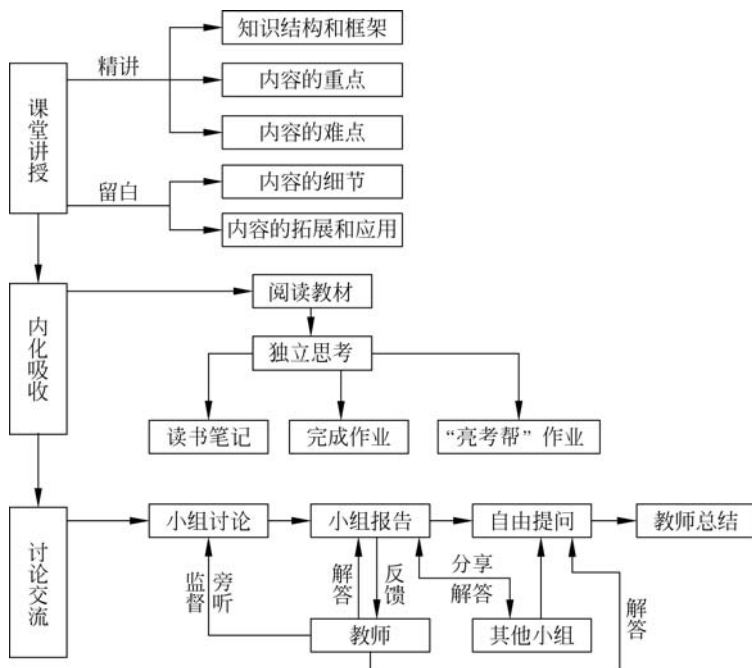 知识结构和框架
精讲
内容的重点
课堂讲授
内容的难点
留白
内容的细节
内容的拓展和应用
内化吸收
阅读教材
独立思考
读书笔记
完成作业
“亮考帮”作业
讨论交流
小组讨论
小组报告
自由提问
教师总结
监督
旁听
解答
反馈
分享
解答
解答
教师
其他小组